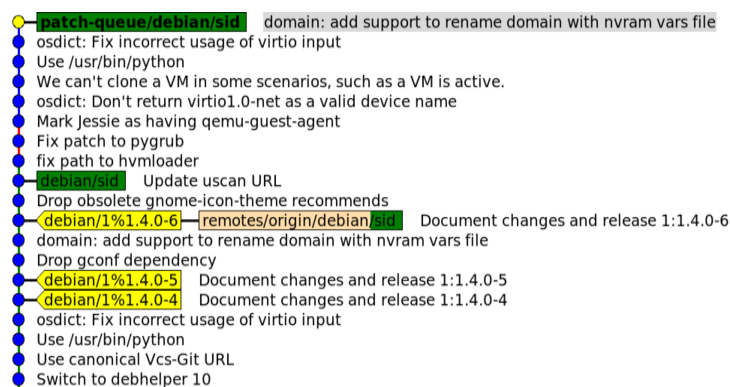 patch-queue/debian/sid domain: add support to rename domain with nvram vars file
osdict: Fix incorrect usage of virtio input
Use /usr/bin/python
We can't clone a VM in some scenarios, such as a VM is active.
osdict: Don't return virtio1.0-net as a valid device name
Mark Jessie as having qemu-guest-agent
Fix patch to pygrub
fix path to hvmloader
debian/sid Update uscan URL
Drop obsolete gnome-icon-theme recommends
debian/1%1.4.0-6 remotes/origin/debian/sid Document changes and release 1:1.4.0-6
domain: add support to rename domain with nvram vars file
Drop gconf dependency
debian/1%1.4.0-5 Document changes and release 1:1.4.0-5
debian/1%1.4.0-4 Document changes and release 1:1.4.0-4
osdict: Fix incorrect usage of virtio input
Use /usr/bin/python
Use canonical Vcs-Git URL
Switch to debhelper 10